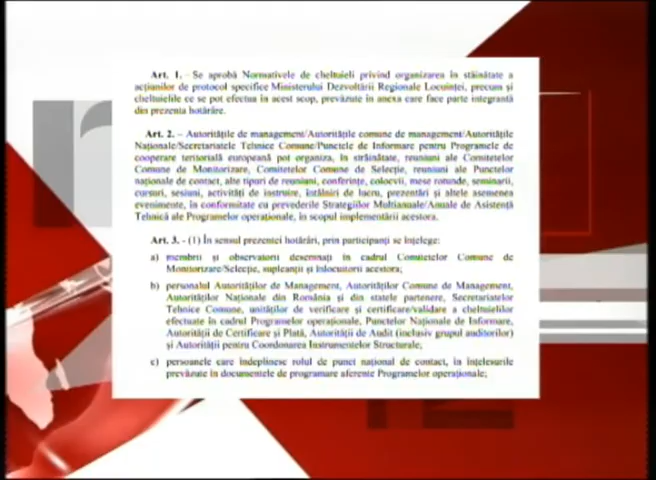 Art. 1. - Se aprobă Normativele de cheltuieli privind organizarea în străinătate a
acțiunilor de protocol specifice Ministerului Dezvoltării Regionale Locuinței, precum și
cheltuielile ce se pot efectua în acest scop, prevăzute în anexa care face parte integrantă
din prezenta hotărâre.
Art. 2. – Autoritățile de management/Autoritățile comune de management/Autoritățile
Naționale/Secretariatele Tehnice Comune/Punctele de Informare pentru Programele de
cooperare teritorială europeană pot organiza, în străinătate, reuniuni ale Comitetelor
Comune de Monitorizare, Comitetelor Comune de Selecție, reuniuni ale Punctelor
naționale de contact, alte tipuri de reuniuni, conferințe, colocvii, mese rotunde, seminarii,
cursuri, sesiuni, activități de instruire, întâlniri de lucru, prezentări și altele asemenea
evenimente, în conformitate cu prevederile Strategiilor Multianuale/Anuale de Asistență
Tehnică ale Programelor operaționale, în scopul implementării acestora.
Art. 3. - (1) În sensul prezentei hotărâri, prin participanți se înțelege:
a) membrii și observatorii desemnați în cadrul Comitetelor Comune de
Monitorizare/Selecție, supleanții și înlocuitorii acestora;
b) personalul Autorităților de Management, Autorităților Comune de Management,
Autorităților Naționale din România și din statele partenere, Secretariatelor
Tehnice Comune, unităților de verificare și certificare/validare a cheltuielilor
efectuate în cadrul Programelor operaționale, Punctelor Naționale de Informare,
Autorității de Certificare și Plată, Autorității de Audit (inclusiv grupul auditorilor)
și Autorității pentru Coordonarea Instrumentelor Structurale;
c) persoanele care îndeplinesc rolul de punct național de contact, în înțelesurile
prevăzute în documentele de programare aferente Programelor operaționale;